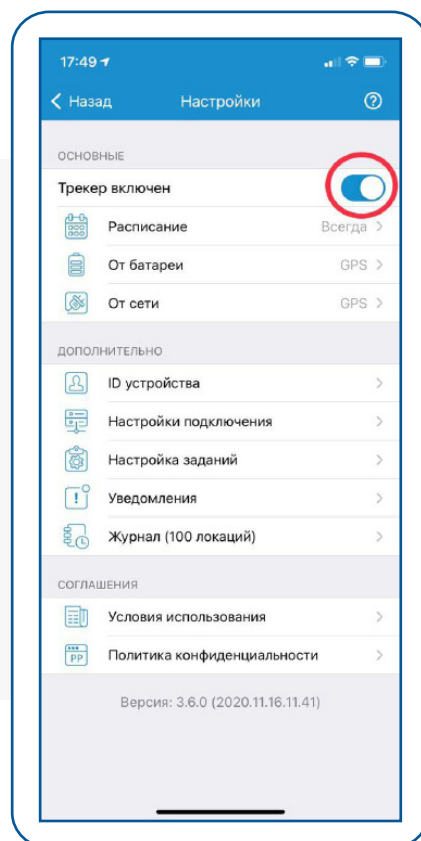 17:49
Назад Настройки
ОСНОВНЫЕ
Трекер включен
Расписание Всегда
От батареи GPS
От сети GPS
ДОПОЛНИТЕЛЬНО
ID устройства
Настройки подключения
Настройка заданий
Уведомления
Журнал (100 локаций)
СОГЛАШЕНИЯ
Условия использования
PP Политика конфиденциальности
Версия: 3.6.0 (2020.11.16.11.41)